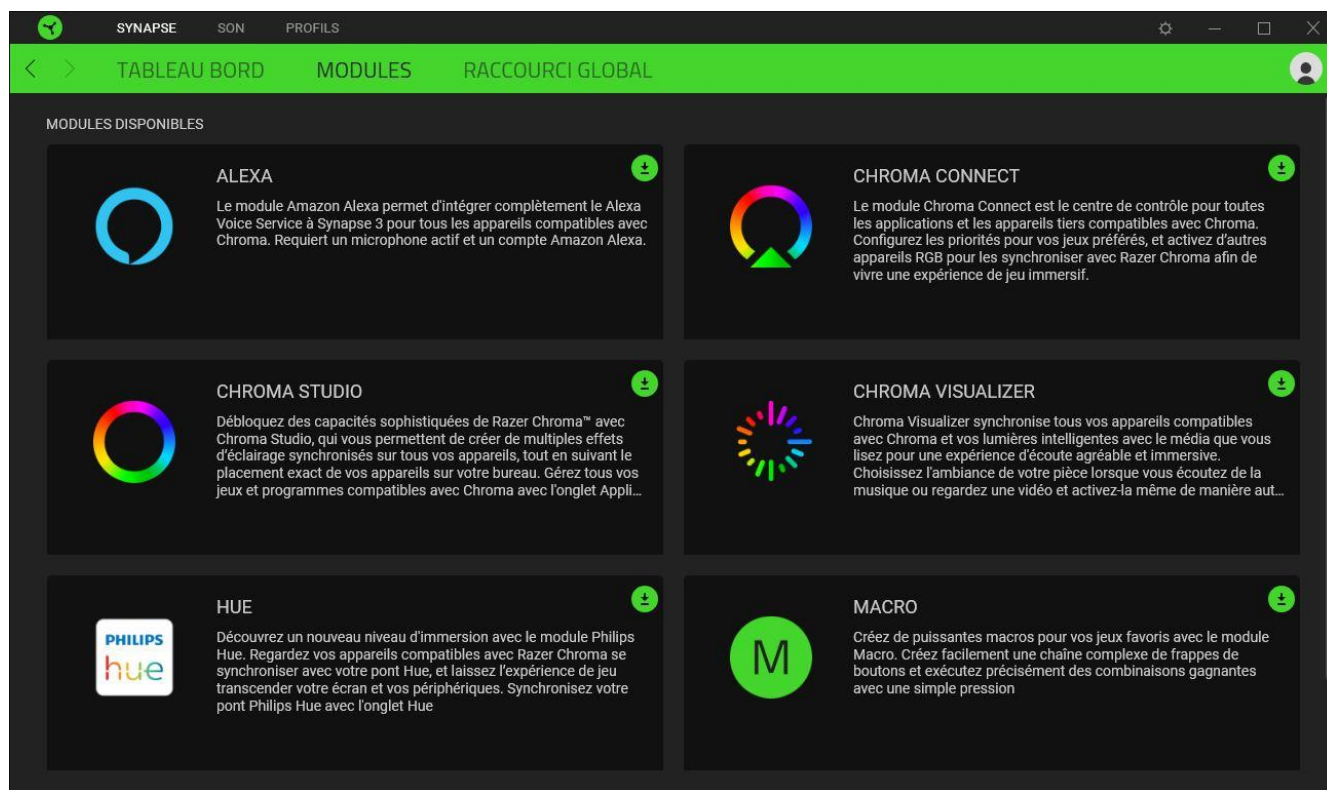 SYNAPSE SON PROFILS
TABLEAU BORD MODULES RACCOURCI GLOBAL
MODULES DISPONIBLES
ALEXA
Le module Amazon Alexa permet d'intégrer complètement le Alexa
Voice Service à Synapse 3 pour tous les appareils compatibles avec
Chroma. Requiert un microphone actif et un compte Amazon Alexa.
CHROMA CONNECT
Le module Chroma Connect est le centre de contrôle pour toutes
les applications et les appareils tiers compatibles avec Chroma.
Configurez les priorités pour vos jeux préférés, et activez d'autres
appareils RGB pour les synchroniser avec Razer Chroma afin de
vivre une expérience de jeu immersif.
CHROMA STUDIO
Débloquez des capacités sophistiquées de Razer Chroma™ avec
Chroma Studio, qui vous permettent de créer de multiples effets
d'éclairage synchronisés sur tous vos appareils, tout en suivant le
placement exact de vos appareils sur votre bureau. Gérez tous vos
jeux et programmes compatibles avec Chroma avec l'onglet Appli...
CHROMA VISUALIZER
Chroma Visualizer synchronise tous vos appareils compatibles
avec Chroma et vos lumières intelligentes avec le média que vous
lisez pour une expérience d'écoute agréable et immersive.
Choisissez l'ambiance de votre pièce lorsque vous écoutez de la
musique ou regardez une vidéo et activez-la même de manière aut...
PHILIPS
hue
HUE
Découvrez un nouveau niveau d'immersion avec le module Philips
Hue. Regardez vos appareils compatibles avec Razer Chroma se
synchroniser avec votre pont Hue, et laissez l'expérience de jeu
transcender votre écran et vos périphériques. Synchronisez votre
pont Philips Hue avec l'onglet Hue
M
MACRO
Créez de puissantes macros pour vos jeux favoris avec le module
Macro. Créez facilement une chaîne complexe de frappes de
boutons et exécutez précisément des combinaisons gagnantes
avec une simple pression